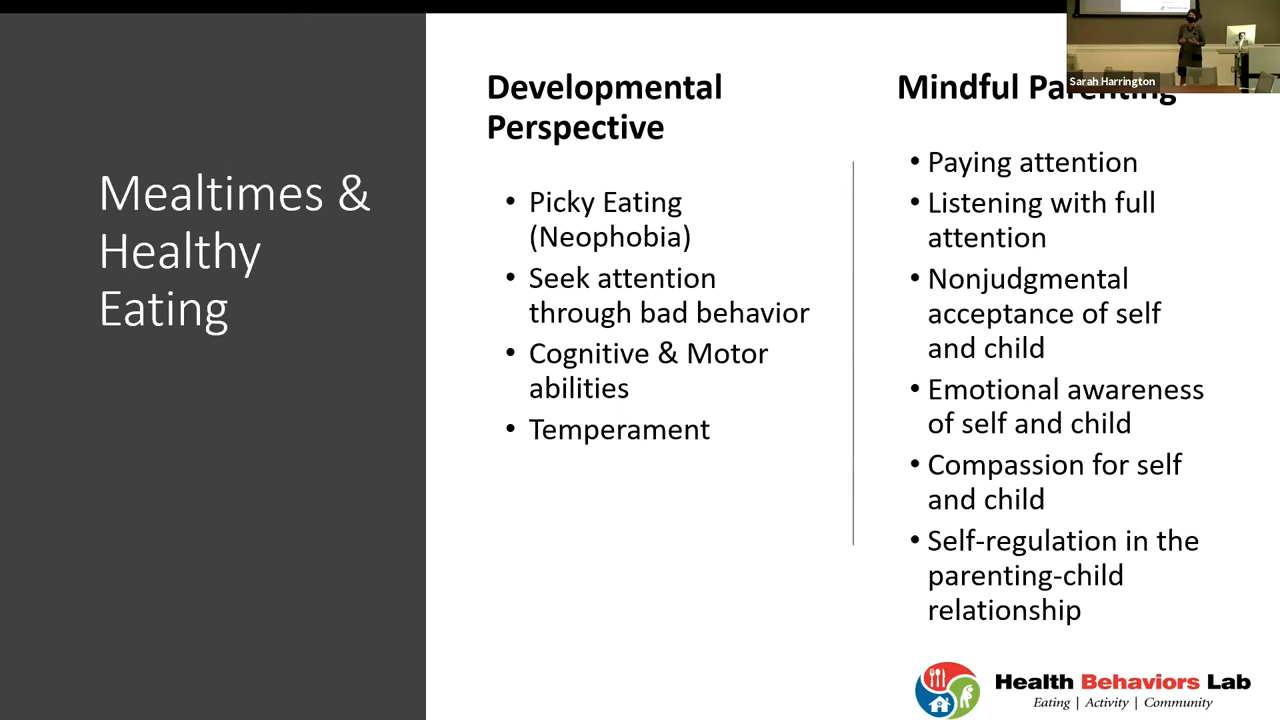 Mealtimes &
Healthy
Eating
Developmental
Perspective
• Picky Eating
(Neophobia)
• Seek attention
through bad behavior
• Cognitive & Motor
abilities
• Temperament
Mindful Parenting
• Paying attention
• Listening with full
attention
• Nonjudgmental
acceptance of self
and child
• Emotional awareness
of self and child
• Compassion for self
and child
• Self-regulation in the
parenting-child
relationship
Sarah Harrington
Health Behaviors Lab
Eating | Activity | Community